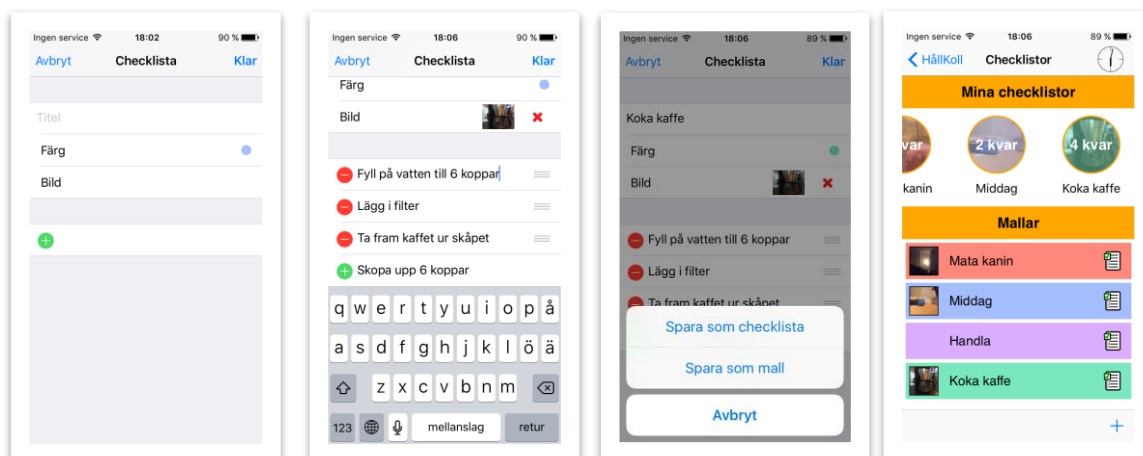 Ingen service 18:02 90 %
Avbryt Checklista Klar
Titel
Färg
Bild
Ingen service 18:06 90 %
Avbryt Checklista Klar
Färg
Bild
Fyll på vatten till 6 koppar
Lägg i filter
Ta fram kaffet ur skåpet
Skopa upp 6 koppar
q w e r t y u i o p å
a s d f g h j k l ö ä
z x c v b n m
123 mellanslag retur
Ingen service 18:06 89 %
Avbryt Checklista Klar
Koka kaffe
Färg
Bild
Fyll på vatten till 6 koppar
Lägg i filter
Ta fram kaffet ur skåpet
Spara som checklista
Spara som mall
Avbryt
Ingen service 18:06 89 %
HållKoll Checklistor
Mina checklistor
var 2 kvar 4 kvar
kanin Middag Koka kaffe
Mallar
Mata kanin
Middag
Handla
Koka kaffe